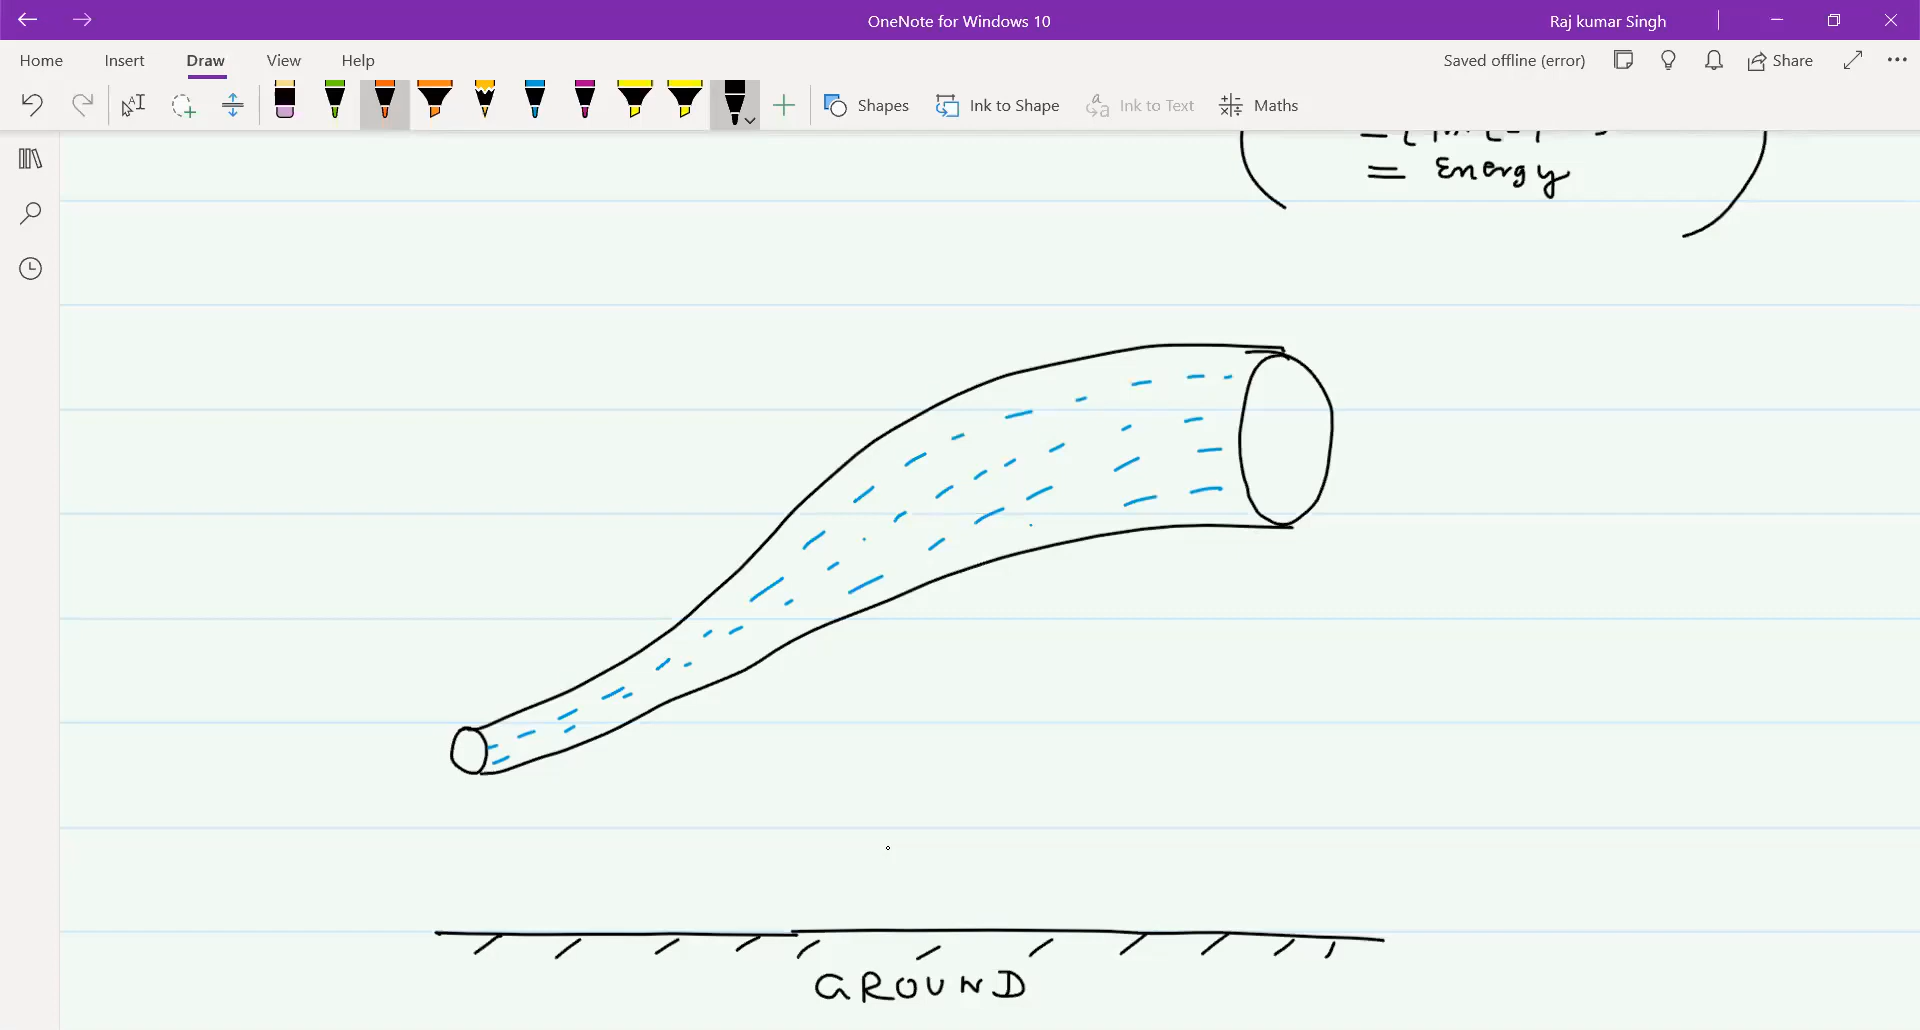 OneNote for Windows 10
Raj kumar Singh
Home Insert Draw View Help
Saved offline (error) Share
Shapes Ink to Shape Ink to Text Maths
= Energy
GROUND